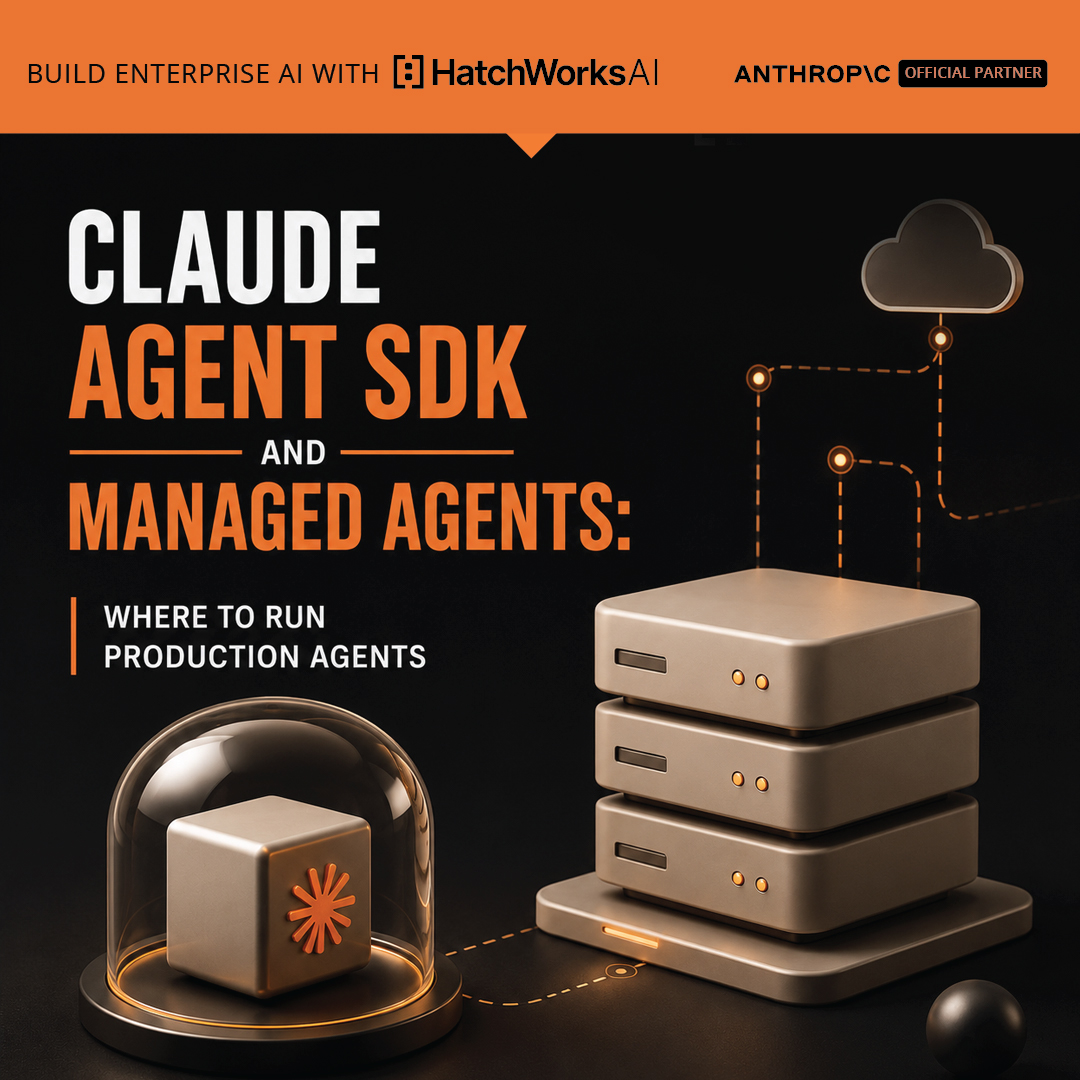 BUILD ENTERPRISE AI WITH HatchWorksAI
ANTHROP\C OFFICIAL PARTNER
CLAUDE
AGENT SDK
AND
MANAGED AGENTS:
WHERE TO RUN
PRODUCTION AGENTS